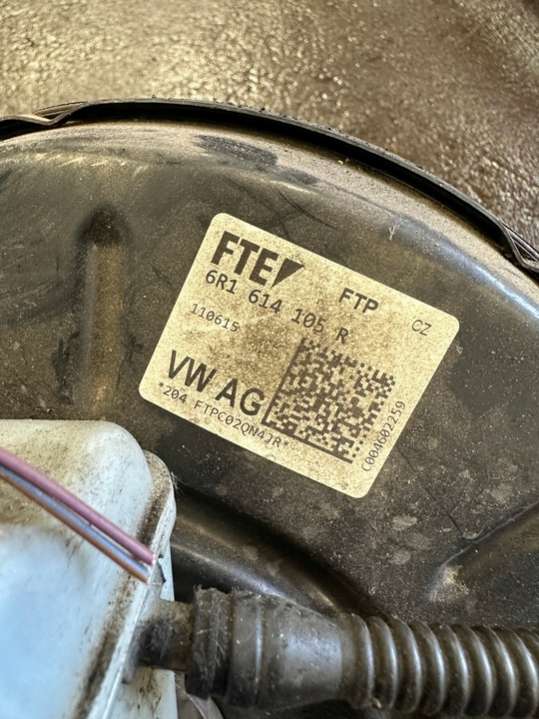 FTE
FTP CZ
6R1 614 105 R
110615
VW AG
*204 FTPC02QN4JR*
C004602259